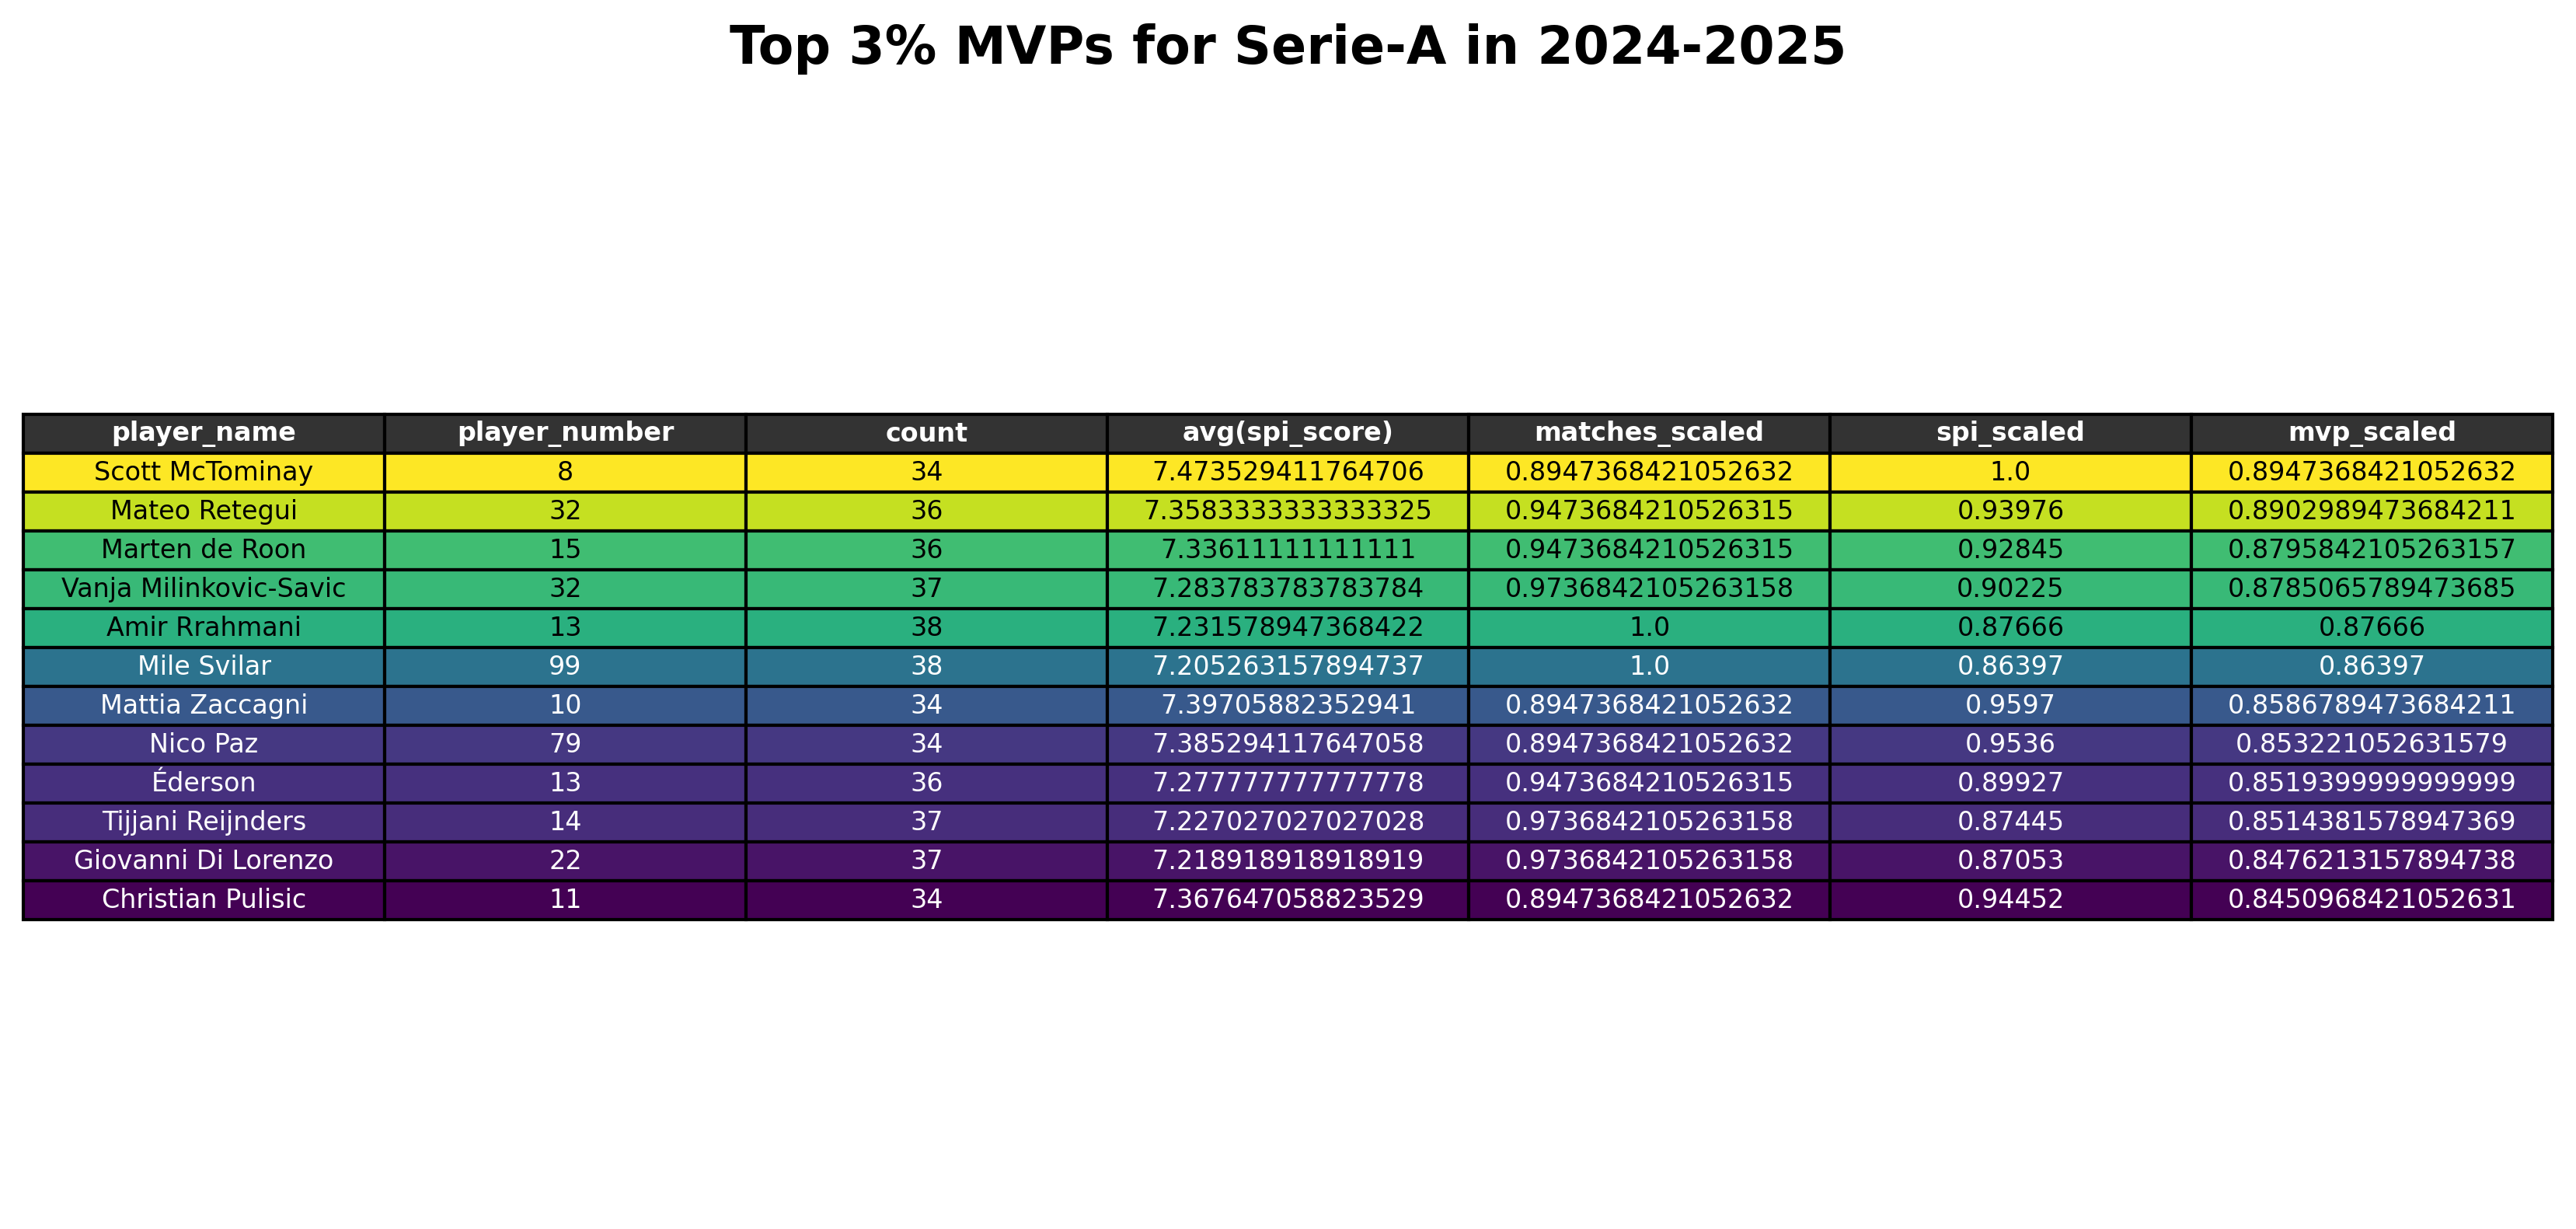 Top 3% MVPs for Serie-A in 2024-2025
player_name player_number count avg(spi_score) matches_scaled spi_scaled mvp_scaled
Scott McTominay 8 34 7.473529411764706 0.8947368421052632 1.0 0.8947368421052632
Mateo Retegui 32 36 7.3583333333333325 0.9473684210526315 0.93976 0.8902989473684211
Marten de Roon 15 36 7.33611111111111 0.9473684210526315 0.92845 0.8795842105263157
Vanja Milinkovic-Savic 32 37 7.283783783783784 0.9736842105263158 0.90225 0.8785065789473685
Amir Rrahmani 13 38 7.231578947368422 1.0 0.87666 0.87666
Mile Svilar 99 38 7.205263157894737 1.0 0.86397 0.86397
Mattia Zaccagni 10 34 7.39705882352941 0.8947368421052632 0.9597 0.8586789473684211
Nico Paz 79 34 7.385294117647058 0.8947368421052632 0.9536 0.853221052631579
Éderson 13 36 7.277777777777778 0.9473684210526315 0.89927 0.8519399999999999
Tijjani Reijnders 14 37 7.227027027027028 0.9736842105263158 0.87445 0.8514381578947369
Giovanni Di Lorenzo 22 37 7.218918918918919 0.9736842105263158 0.87053 0.8476213157894738
Christian Pulisic 11 34 7.367647058823529 0.8947368421052632 0.94452 0.8450968421052631